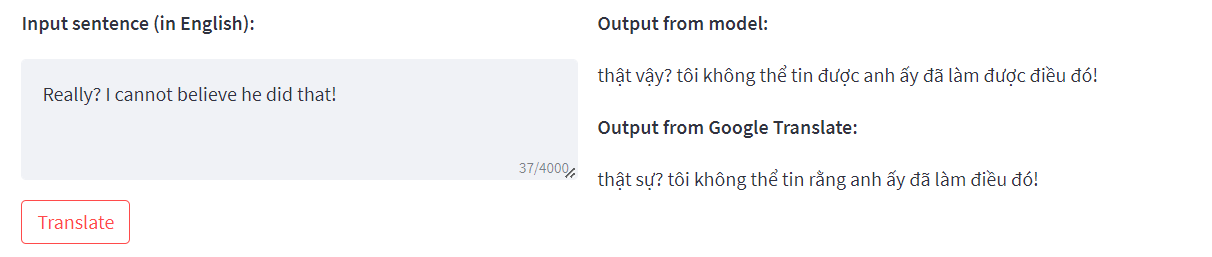 Input sentence (in English):
Really? I cannot believe he did that!
37/4000
Translate
Output from model:
thật vậy? tôi không thể tin được anh ấy đã làm được điều đó!
Output from Google Translate:
thật sự? tôi không thể tin rằng anh ấy đã làm điều đó!